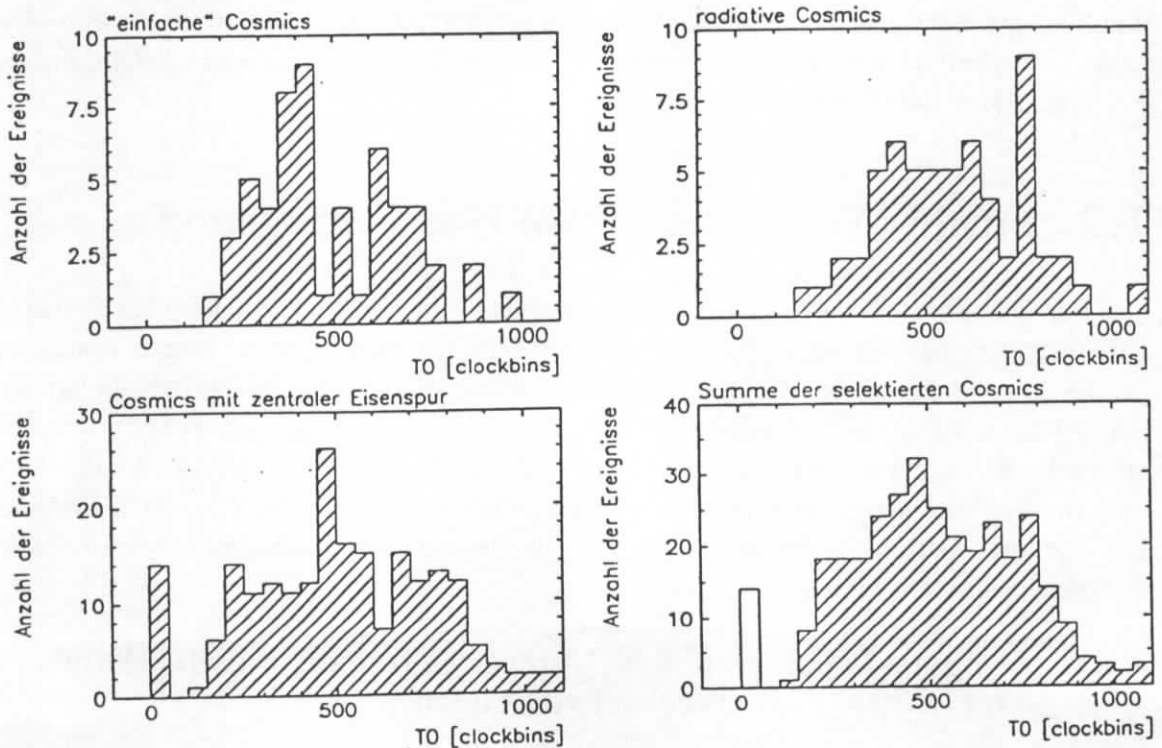 "einfache" Cosmics
Anzahl der Ereignisse
10
7.5
5
2.5
0
0
500
1000
T0 [clockbins]
radiative Cosmics
Anzahl der Ereignisse
10
7.5
5
2.5
0
0
500
1000
T0 [clockbins]
Cosmics mit zentraler Eisenspur
Anzahl der Ereignisse
30
20
10
0
0
500
1000
T0 [clockbins]
Summe der selektierten Cosmics
Anzahl der Ereignisse
40
30
20
10
0
0
500
1000
T0 [clockbins]